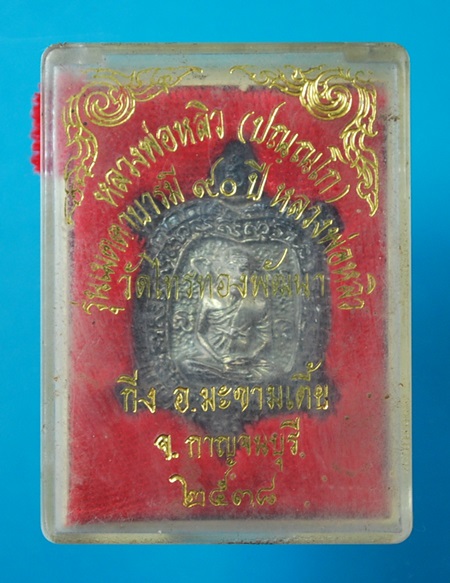 หลวงพ่อหลิว (ปณฺณโก)
รุ่นเมตตาบารมี ๙๐ ปี หลวงพ่อหลิว
วัดไทรทองพัฒนา
กิ่ง อ.มะขามเตี้ย
จ. กาญจนบุรี
๒๕๓๘